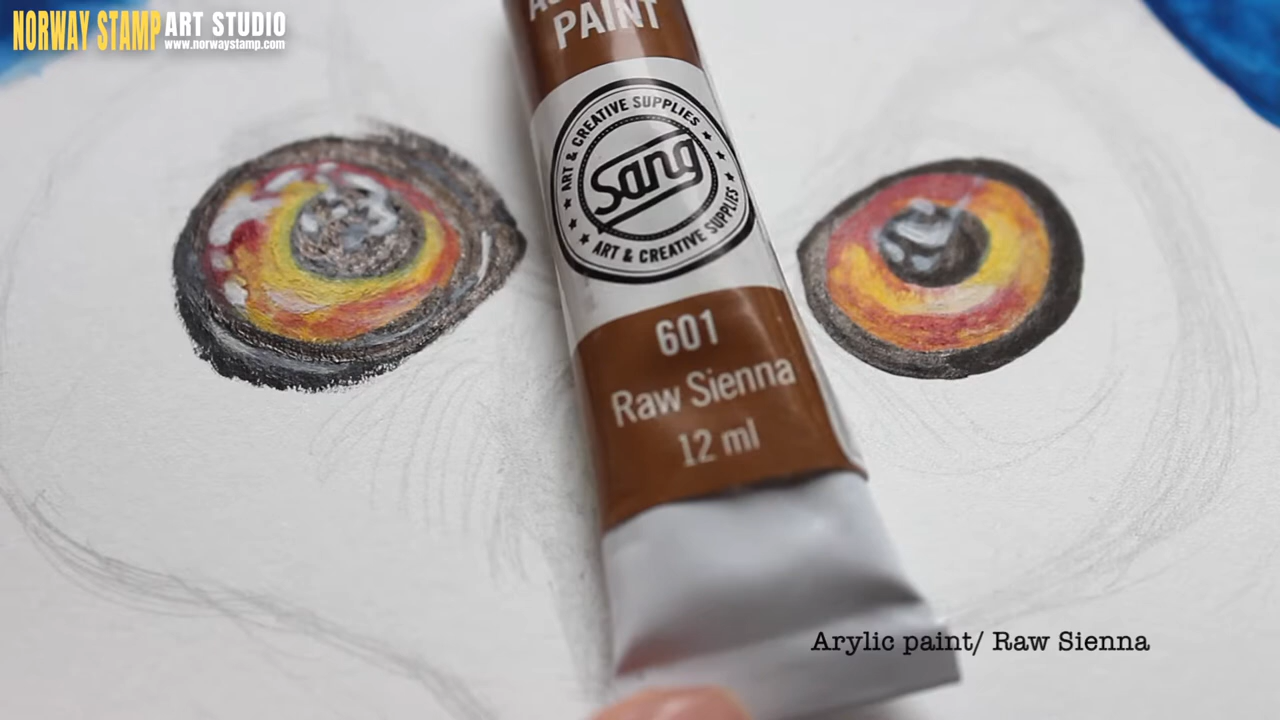 NORWAY STAMP ART STUDIO
www.norwaystamp.com
PAINT
ART & CREATIVE SUPPLIES
Sang
ART & CREATIVE SUPPLIES
601
Raw Sienna
12 ml
Arylic paint/ Raw Sienna